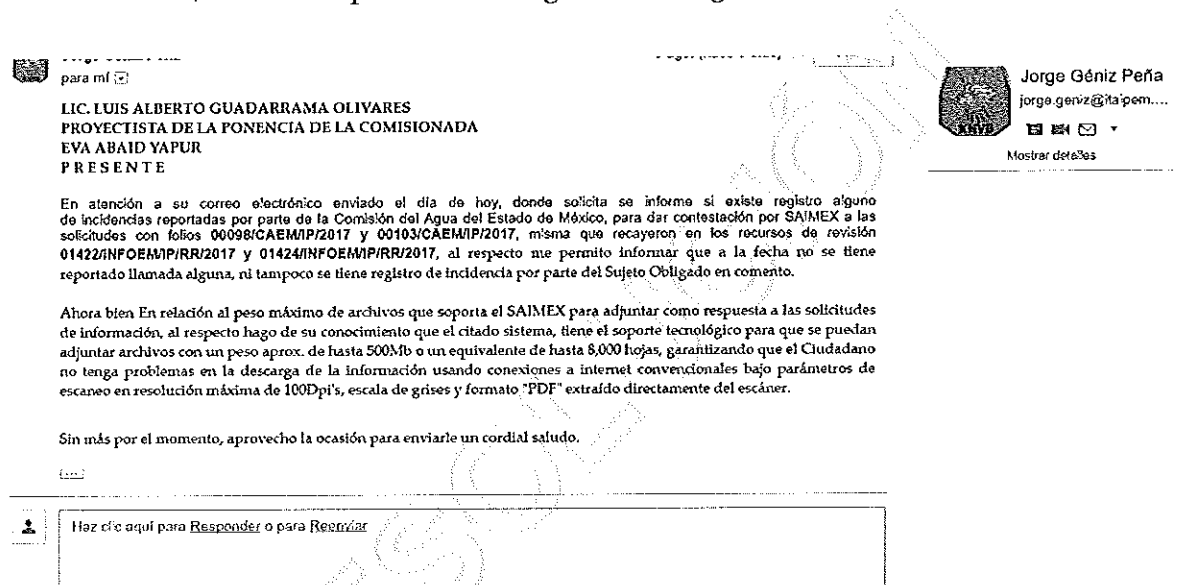 para mí
LIC. LUIS ALBERTO GUADARRAMA OLIVARES
PROYECTISTA DE LA PONENCIA DE LA COMISIONADA
EVA ABAID YAPUR
P R E S E N T E
En atención a su correo electrónico enviado el día de hoy, donde solicita se informe si existe registro alguno
de incidencias reportadas por parte de la Comisión del Agua del Estado de México, para dar contestación por SAIMEX a las
solicitudes con folios 00098/CAEM/IP/2017 y 00103/CAEM/IP/2017, misma que recayeron en los recursos de revisión
01422/INFOEM/IP/RR/2017 y 01424/INFOEM/IP/RR/2017, al respecto me permito informar que a la fecha no se tiene
reportado llamada alguna, ni tampoco se tiene registro de incidencia por parte del Sujeto Obligado en comento.
Ahora bien En relación al peso máximo de archivos que soporta el SAIMEX para adjuntar como respuesta a las solicitudes
de información, al respecto hago de su conocimiento que el citado sistema, tiene el soporte tecnológico para que se puedan
adjuntar archivos con un peso aprox. de hasta 500Mb o un equivalente de hasta 8,000 hojas, garantizando que el Ciudadano
no tenga problemas en la descarga de la información usando conexiones a internet convencionales bajo parámetros de
escaneo en resolución máxima de 100Dpi's, escala de grises y formato "PDF" extraído directamente del escáner.
Sin más por el momento, aprovecho la ocasión para enviarle un cordial saludo.
[...]
Haz clic aquí para Responder o para Reenviar
Jorge Géniz Peña
jorge.geniz@itaipem....
Mostrar detalles